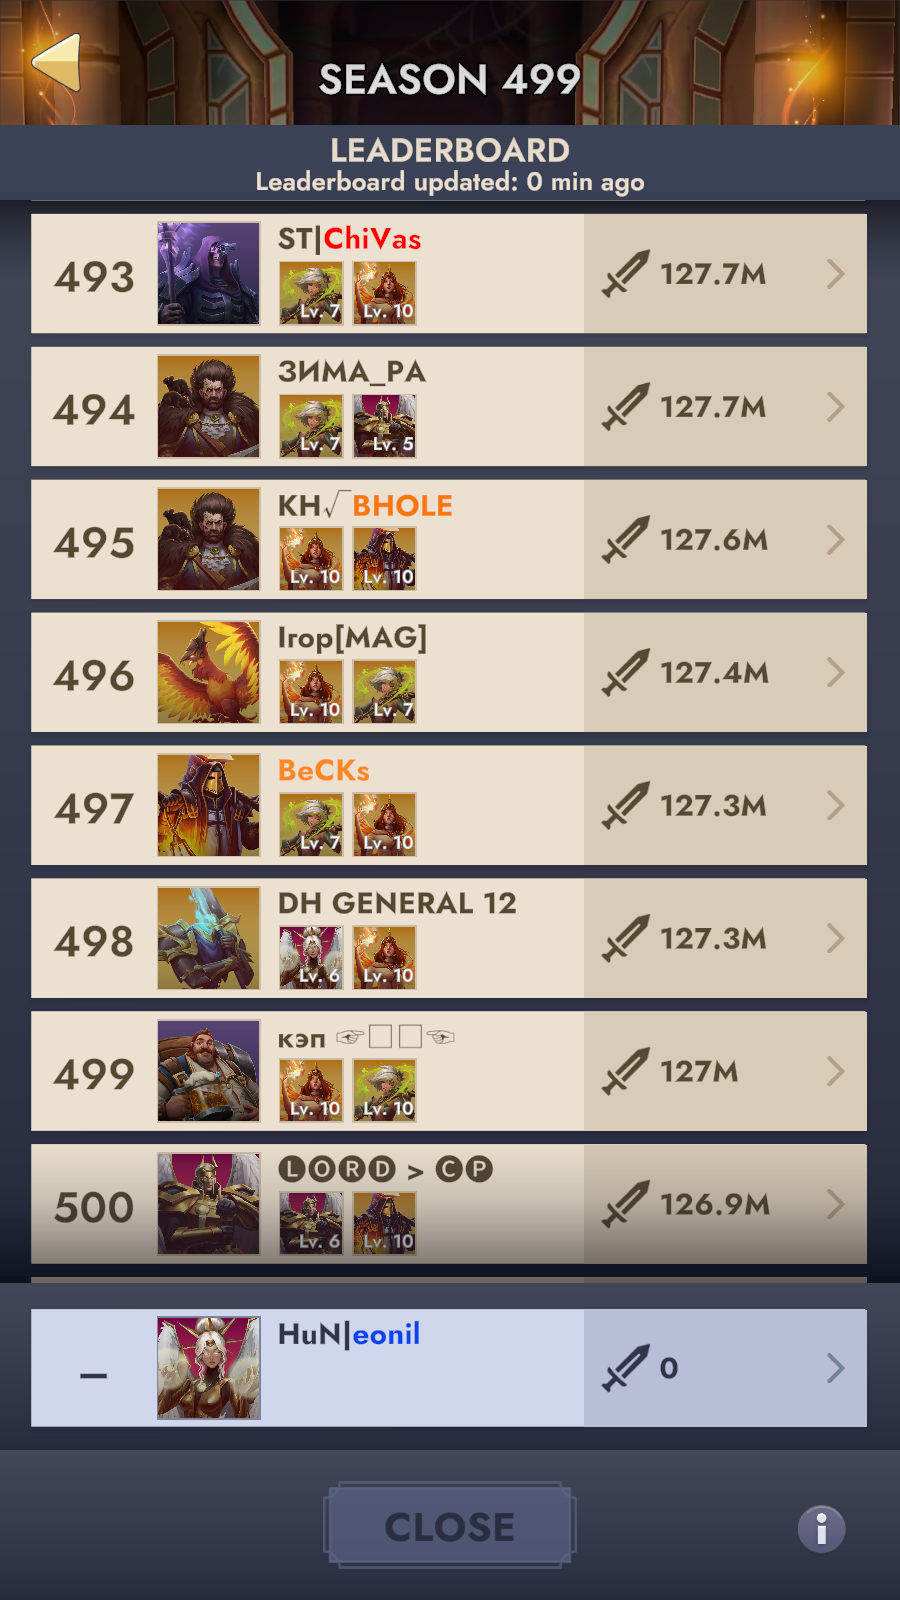 SEASON 499
LEADERBOARD
Leaderboard updated: 0 min ago
493
ST|ChiVas
Lv. 7 Lv. 10
127.7M
494
ЗИМА_РА
Lv. 7 Lv. 5
127.7M
495
KH√BHOLE
Lv. 10 Lv. 10
127.6M
496
Ігор[MAG]
Lv. 10 Lv. 7
127.4M
497
BeCKs
Lv. 7 Lv. 10
127.3M
498
DH GENERAL 12
Lv. 6 Lv. 10
127.3M
499
кэп ☞□ □☜
Lv. 10 Lv. 10
127M
500
🅛🅞🅡🅓 > 🅒🅟
Lv. 6 Lv. 10
126.9M
–
HuN|eonil
0
CLOSE
i